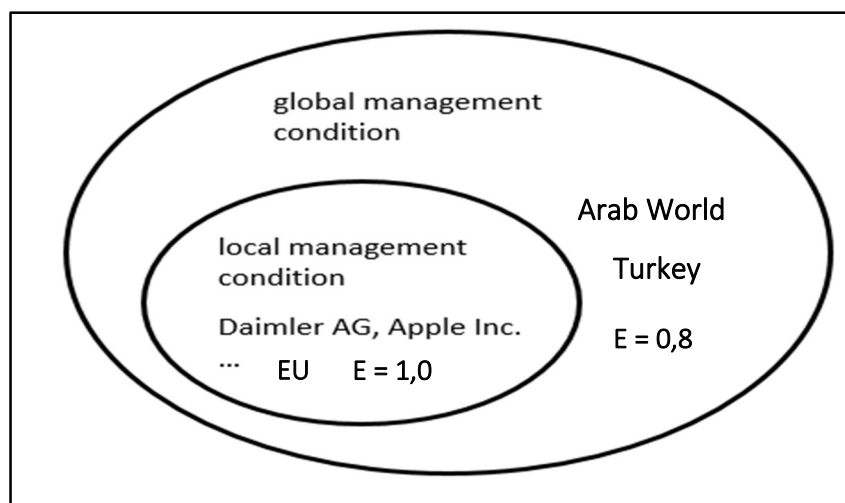 global management
condition
Arab World
local management
condition
Turkey
Daimler AG, Apple Inc.
E = 0,8
... EU E = 1,0